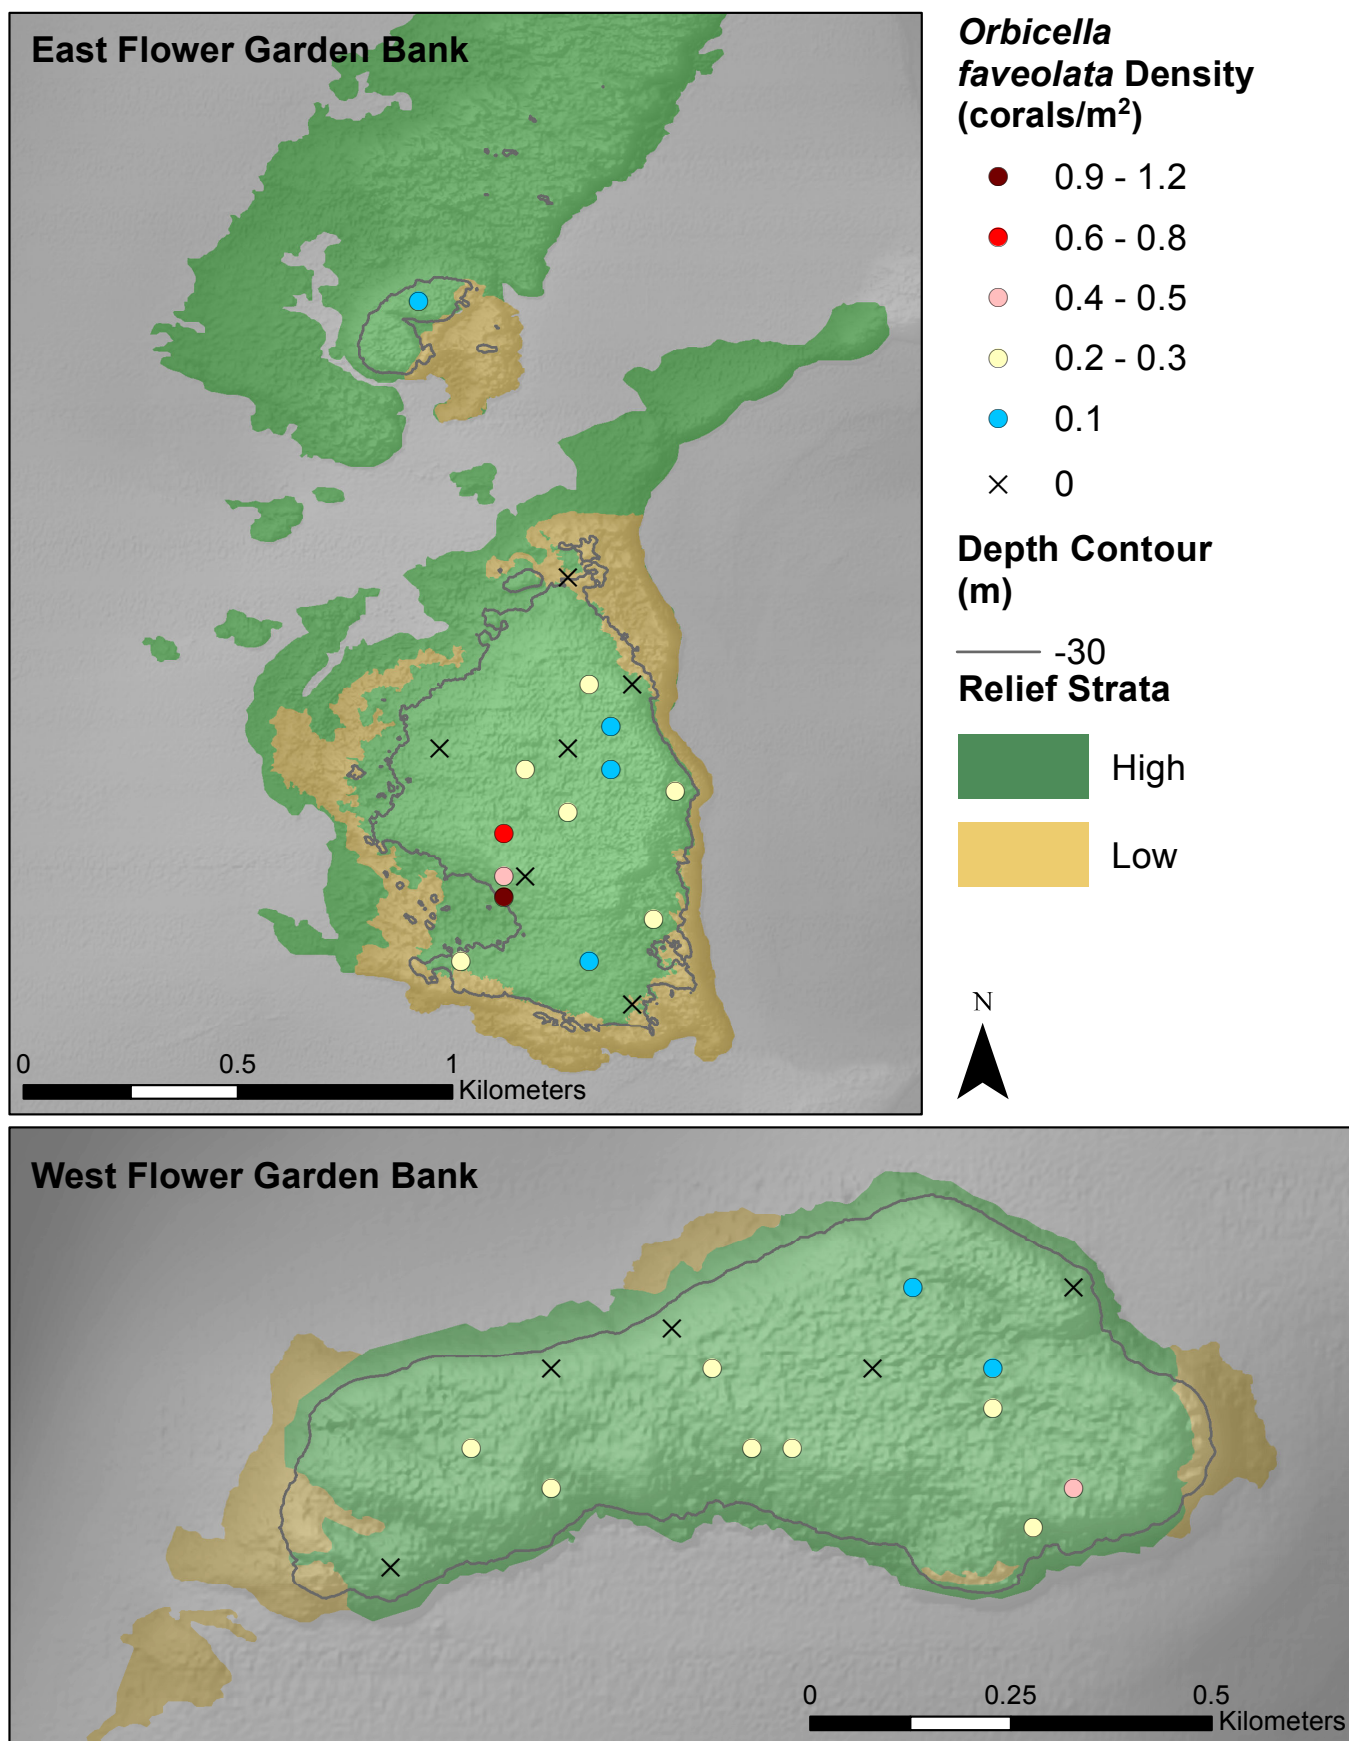 East Flower Garden Bank
0 0.5 1
Kilometers
Orbicella
faveolata Density
(corals/m²)
0.9 - 1.2
0.6 - 0.8
0.4 - 0.5
0.2 - 0.3
0.1
0
Depth Contour
(m)
-30
Relief Strata
High
Low
N
West Flower Garden Bank
0 0.25 0.5
Kilometers